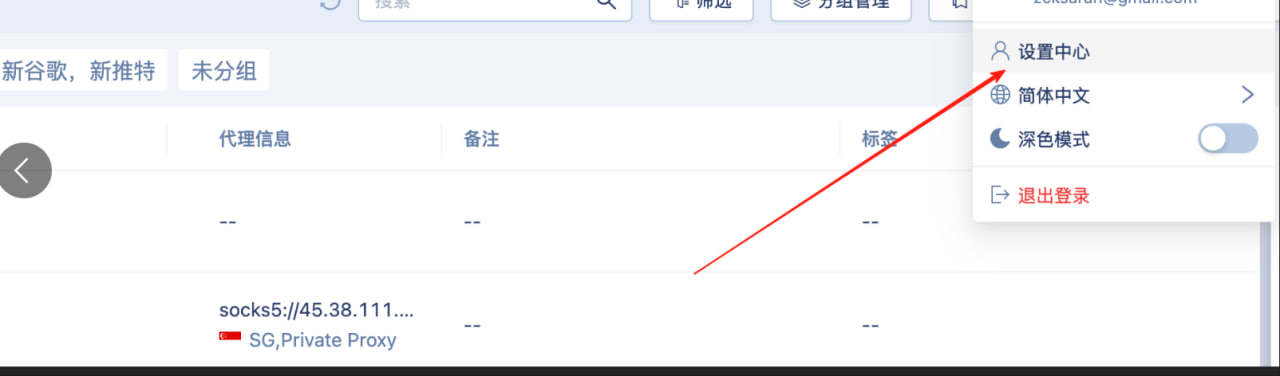 搜索
筛选
分组管理
zeksarah@gmail.com
设置中心
新谷歌，新推特
未分组
简体中文
代理信息
备注
标签
深色模式
退出登录
--
--
--
socks5://45.38.111....
SG,Private Proxy
--
--